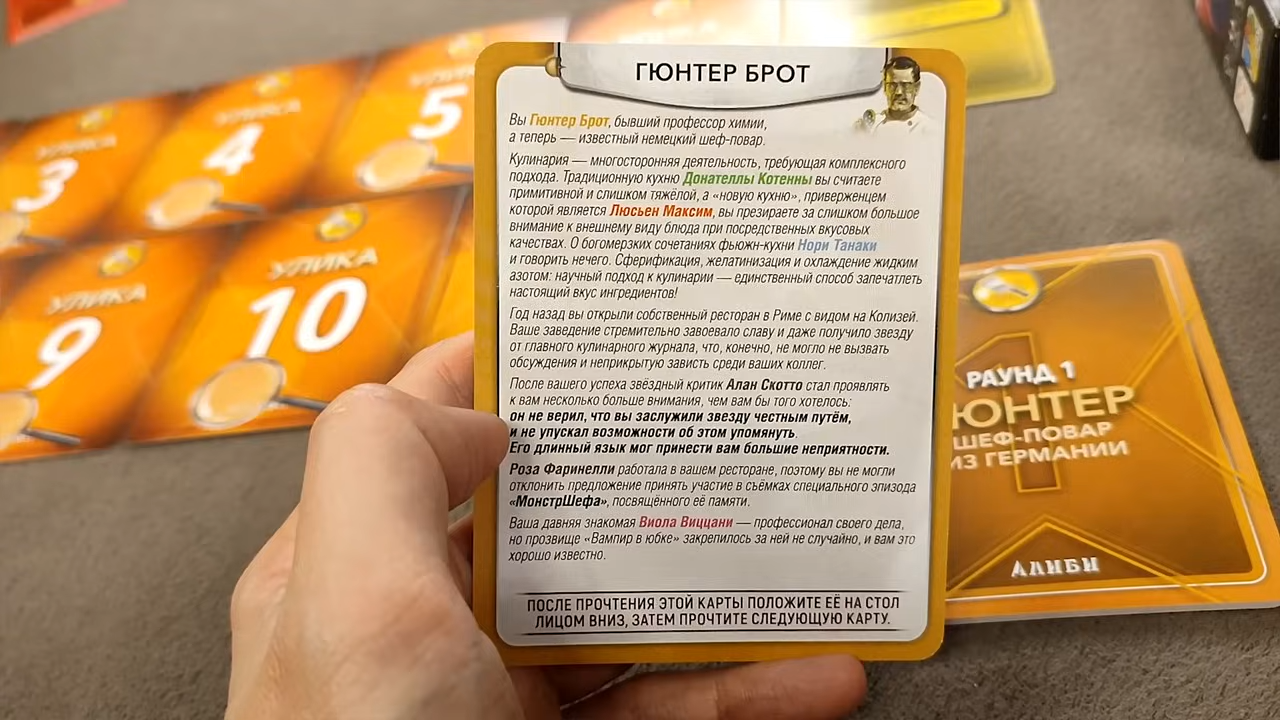 ГЮНТЕР БРОТ
Вы Гюнтер Брот, бывший профессор химии,
а теперь — известный немецкий шеф-повар.
Кулинария — многосторонняя деятельность, требующая комплексного
подхода. Традиционную кухню Донателлы Котенны вы считаете
примитивной и слишком тяжёлой, а «новую кухню», приверженцем
которой является Люсьен Максим, вы презираете за слишком большое
внимание к внешнему виду блюда при посредственных вкусовых
качествах. О богомерзких сочетаниях фьюжн-кухни Нори Танаки
и говорить нечего. Сферификация, желатинизация и охлаждение жидким
азотом: научный подход к кулинарии — единственный способ запечатлеть
настоящий вкус ингредиентов!
Год назад вы открыли собственный ресторан в Риме с видом на Колизей.
Ваше заведение стремительно завоевало славу и даже получило звезду
от главного кулинарного журнала, что, конечно, не могло не вызвать
обсуждения и неприкрытую зависть среди ваших коллег.
После вашего успеха звёздный критик Алан Скотто стал проявлять
к вам несколько больше внимания, чем вы бы того хотелось:
он не верил, что вы заслужили звезду честным путём,
и не упускал возможности об этом упомянуть.
Его длинный язык мог принести вам большие неприятности.
Роза Фаринелли работала в вашем ресторане, поэтому вы не могли
отклонить предложение принять участие в съёмках специального эпизода
«МонстрШефа», посвящённого её памяти.
Ваша давняя знакомая Виола Виццани — профессионал своего дела,
но прозвище «Вампир в юбке» закрепилось за ней не случайно, и вам это
хорошо известно.
ПОСЛЕ ПРОЧТЕНИЯ ЭТОЙ КАРТЫ ПОЛОЖИТЕ ЕЁ НА СТОЛ
ЛИЦОМ ВНИЗ, ЗАТЕМ ПРОЧТИТЕ СЛЕДУЮЩУЮ КАРТУ.
УЛИКА
3
УЛИКА
4
УЛИКА
5
УЛИКА
9
УЛИКА
10
1
РАУНД 1
ЮНТЕР
ШЕФ-ПОВАР
ИЗ ГЕРМАНИИ
АЛИБИ